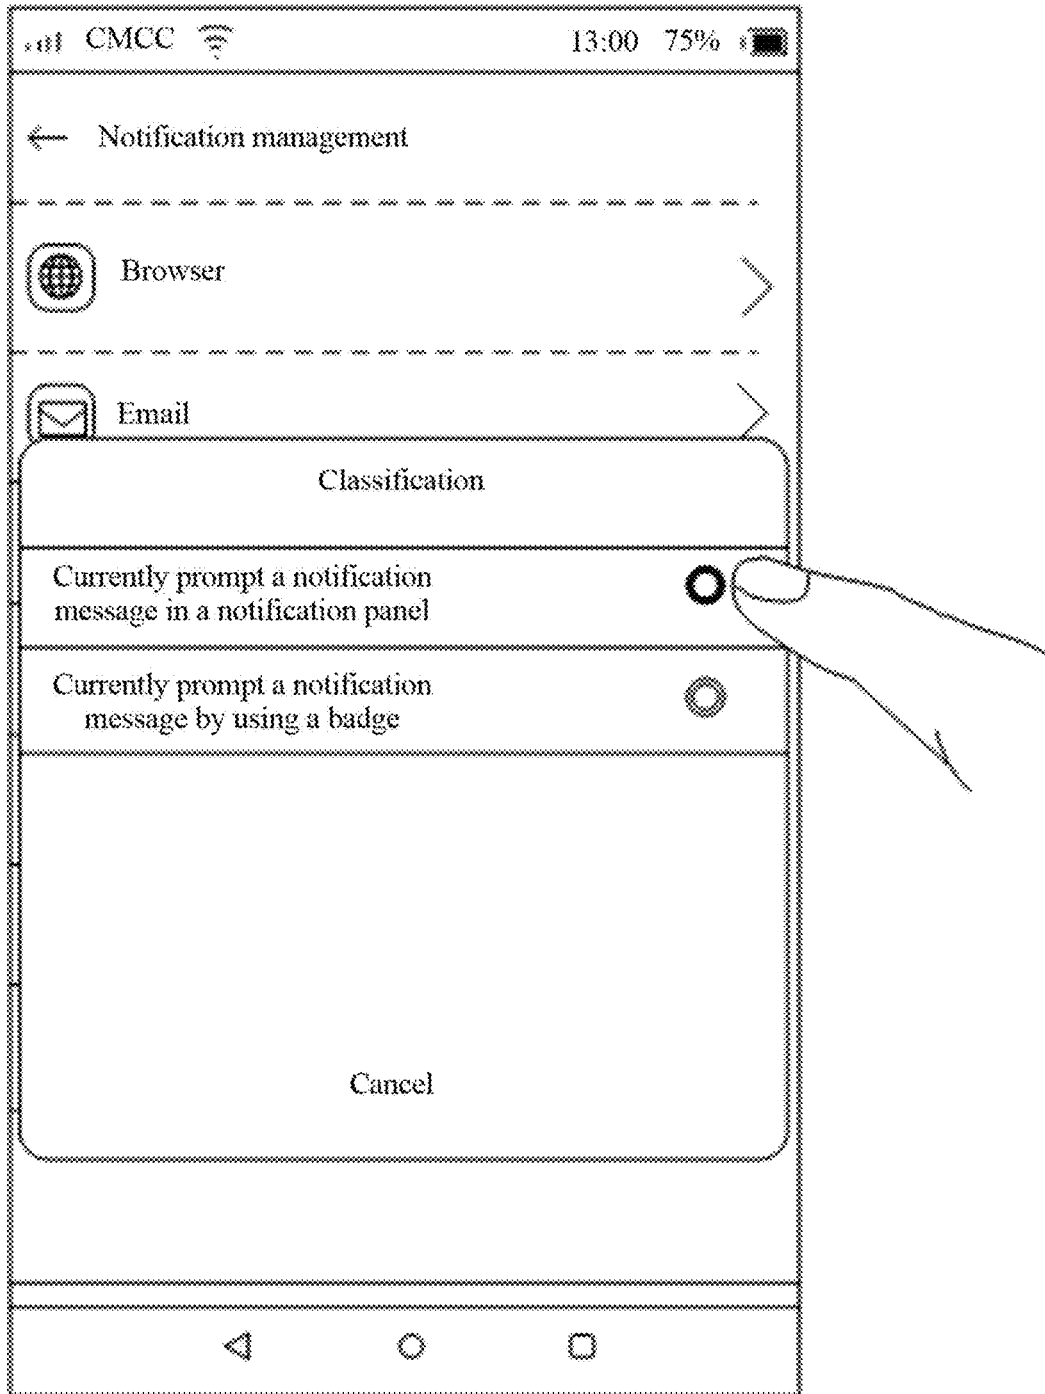 CMCC 13:00 75%
Notification management
Browser
Email
Classification
Currently prompt a notification
message in a notification panel
Currently prompt a notification
message by using a badge
Cancel